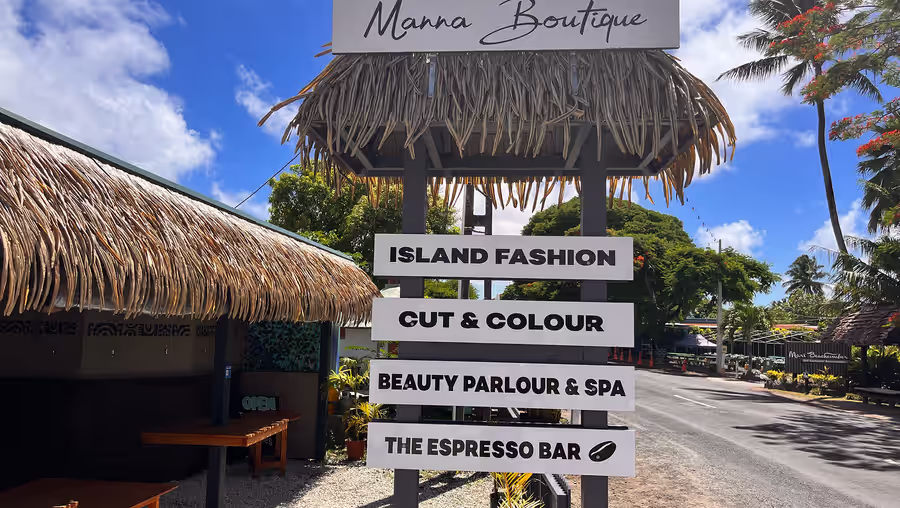 Manna Boutique
ISLAND FASHION
CUT & COLOUR
BEAUTY PARLOUR & SPA
THE ESPRESSO BAR
OPEN